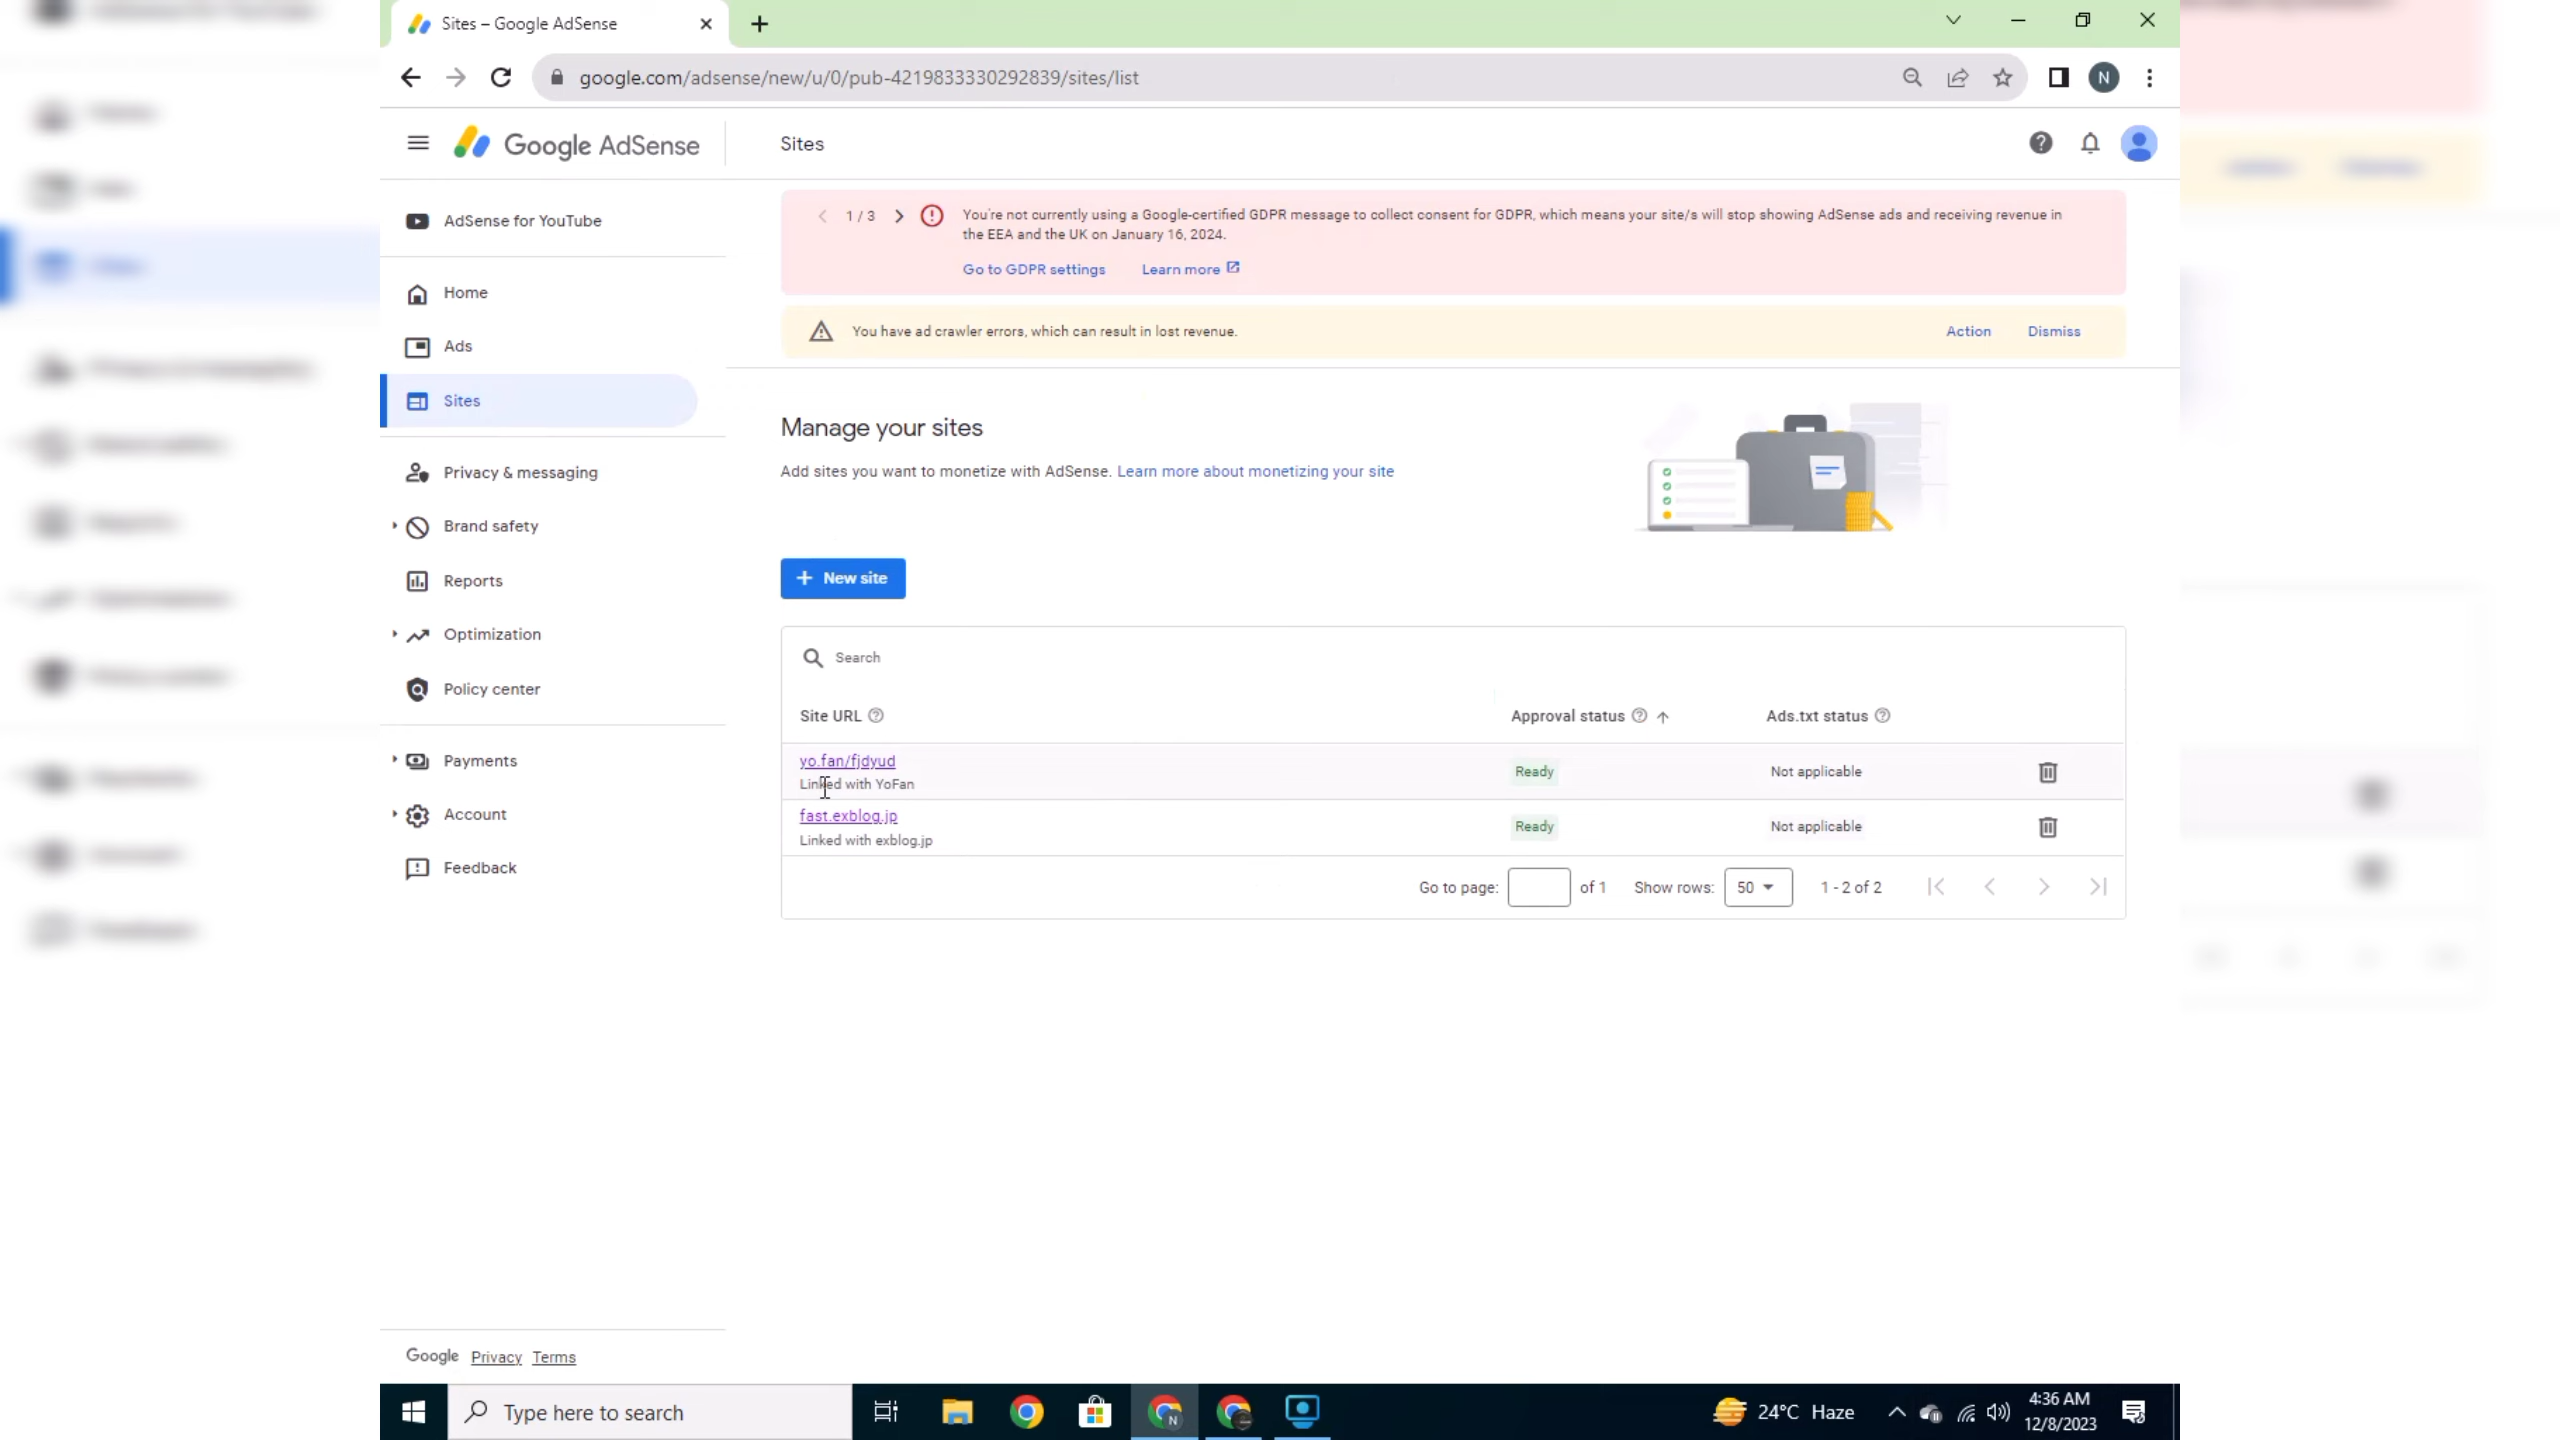 Sites – Google AdSense
google.com/adsense/new/u/0/pub-4219833330292839/sites/list
N
Google AdSense
Sites
AdSense for YouTube
Home
Ads
Sites
Privacy & messaging
Brand safety
Reports
Optimization
Policy center
Payments
Account
Feedback
1 / 3
You're not currently using a Google-certified GDPR message to collect consent for GDPR, which means your site/s will stop showing AdSense ads and receiving revenue in
the EEA and the UK on January 16, 2024.
Go to GDPR settings Learn more
You have ad crawler errors, which can result in lost revenue. Action Dismiss
Manage your sites
Add sites you want to monetize with AdSense. Learn more about monetizing your site
+ New site
Search
Site URL Approval status Ads.txt status
yo.fan/fjdyud Ready Not applicable
Linked with YoFan
fast.exblog.jp Ready Not applicable
Linked with exblog.jp
Go to page: of 1 Show rows: 50 1 - 2 of 2
Google Privacy Terms
Type here to search
N
24°C Haze
4:36 AM
12/8/2023